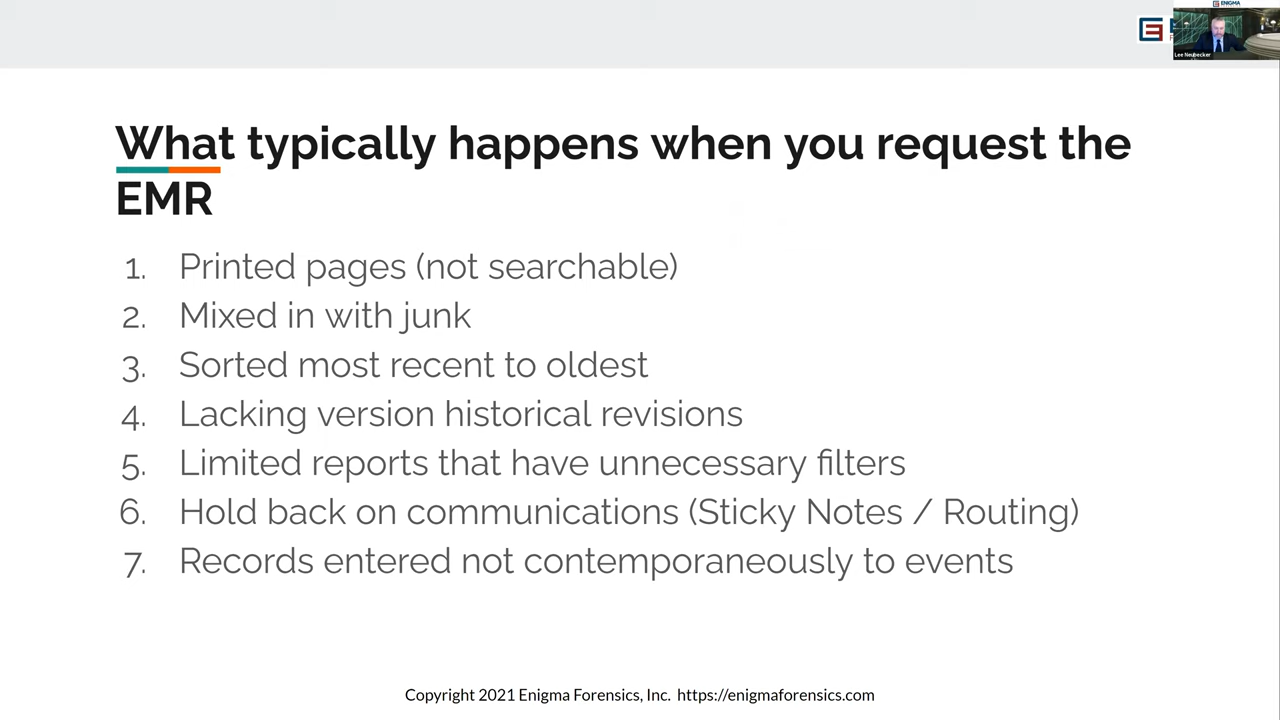 ENIGMA
Lee Neubecker
What typically happens when you request the
EMR
1. Printed pages (not searchable)
2. Mixed in with junk
3. Sorted most recent to oldest
4. Lacking version historical revisions
5. Limited reports that have unnecessary filters
6. Hold back on communications (Sticky Notes / Routing)
7. Records entered not contemporaneously to events
Copyright 2021 Enigma Forensics, Inc. https://enigmaforensics.com